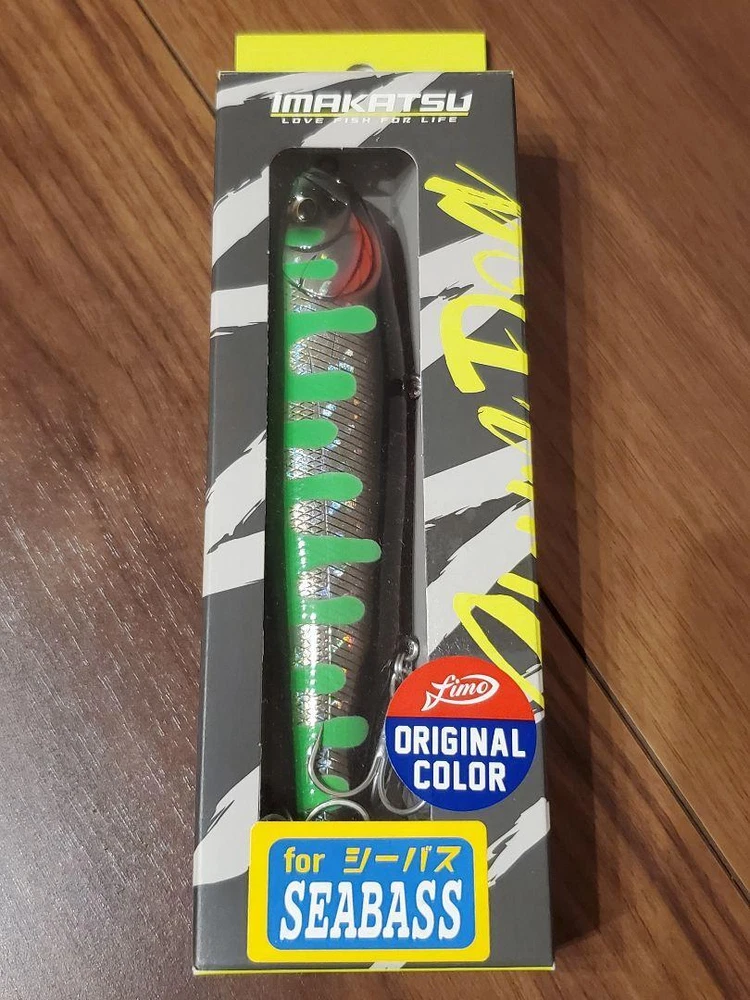 IMAKATSU
LOVE FISH FOR LIFE
fimo
ORIGINAL
COLOR
for シーバス
SEABASS